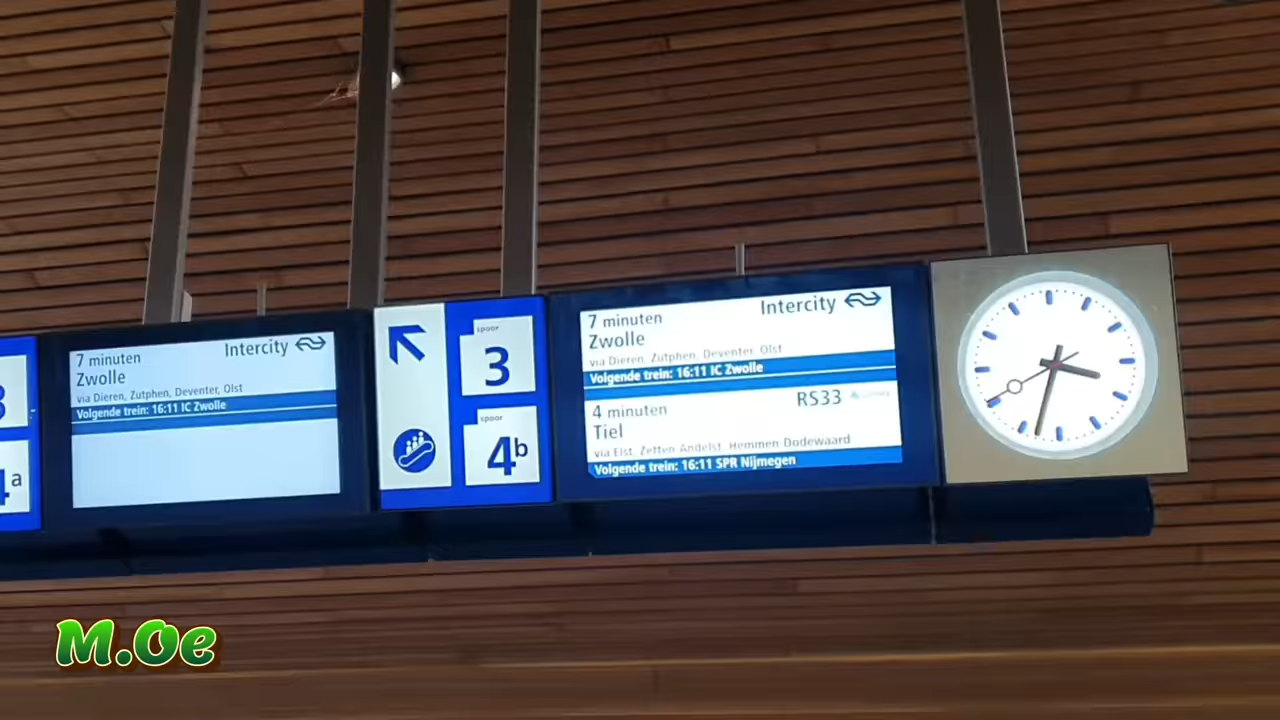 3
4a
7 minuten
Intercity
Zwolle
via Dieren, Zutphen, Deventer, Olst
Volgende trein: 16:11 IC Zwolle
spoor
3
spoor
4b
7 minuten
Intercity
Zwolle
via Dieren, Zutphen, Deventer, Olst
Volgende trein: 16:11 IC Zwolle
4 minuten
RS33
Tiel
via Elst, Zetten-Andelst, Hemmen-Dodewaard
Volgende trein: 16:11 SPR Nijmegen
M.Oe